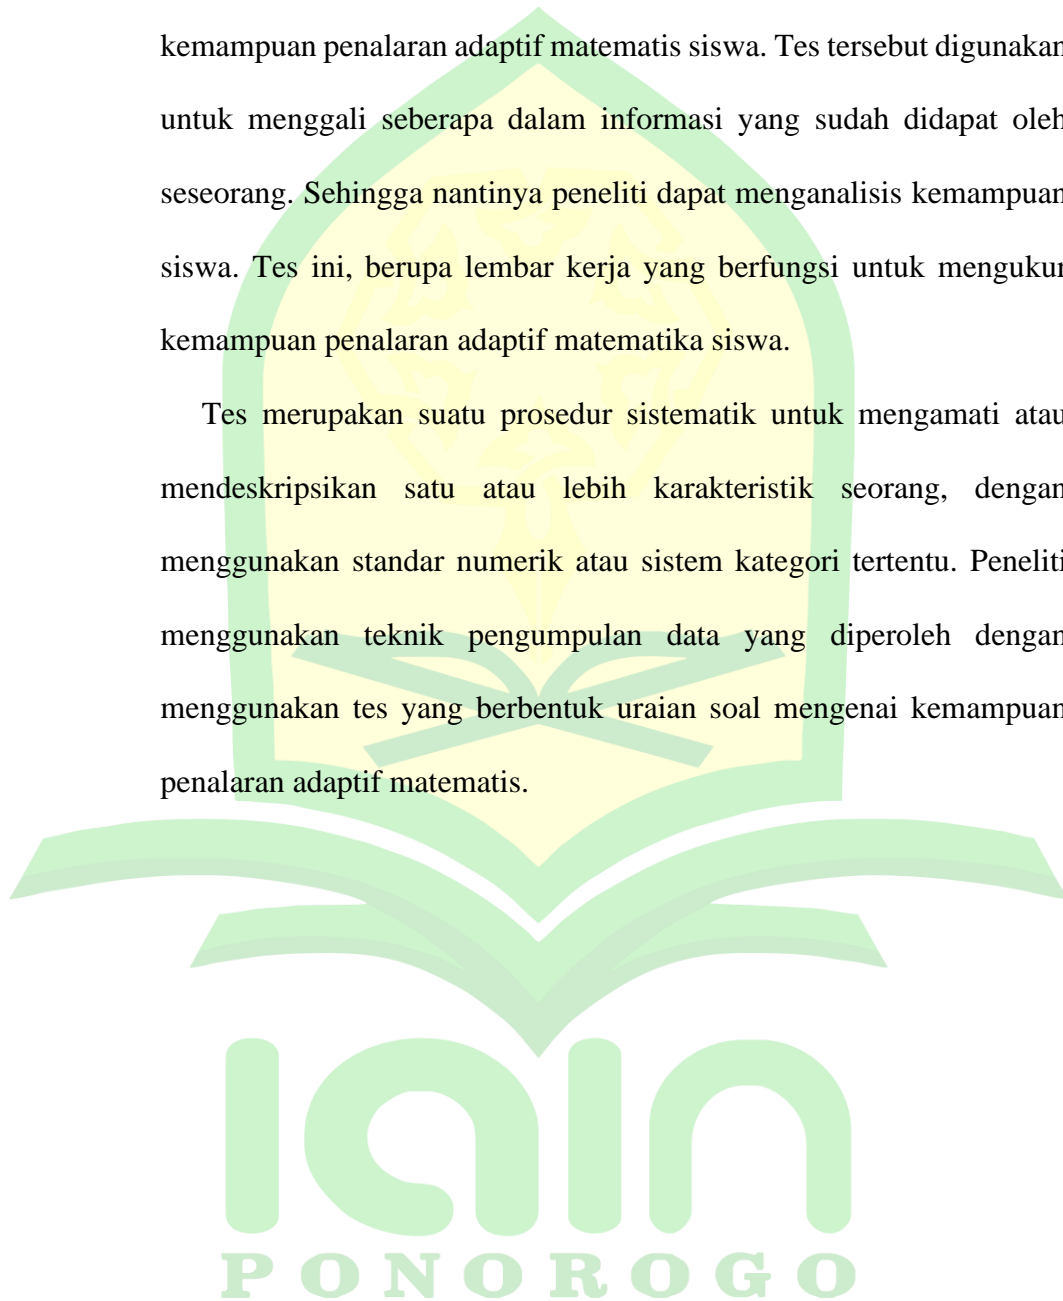 kemampuan penalaran adaptif matematis siswa. Tes tersebut digunakan
untuk menggali seberapa dalam informasi yang sudah didapat oleh
seseorang. Sehingga nantinya peneliti dapat menganalisis kemampuan
siswa. Tes ini, berupa lembar kerja yang berfungsi untuk mengukur
kemampuan penalaran adaptif matematika siswa.
Tes merupakan suatu prosedur sistematik untuk mengamati atau
mendeskripsikan satu atau lebih karakteristik seorang, dengan
menggunakan standar numerik atau sistem kategori tertentu. Peneliti
menggunakan teknik pengumpulan data yang diperoleh dengan
menggunakan tes yang berbentuk uraian soal mengenai kemampuan
penalaran adaptif matematis.
IAIN
PONOROGO